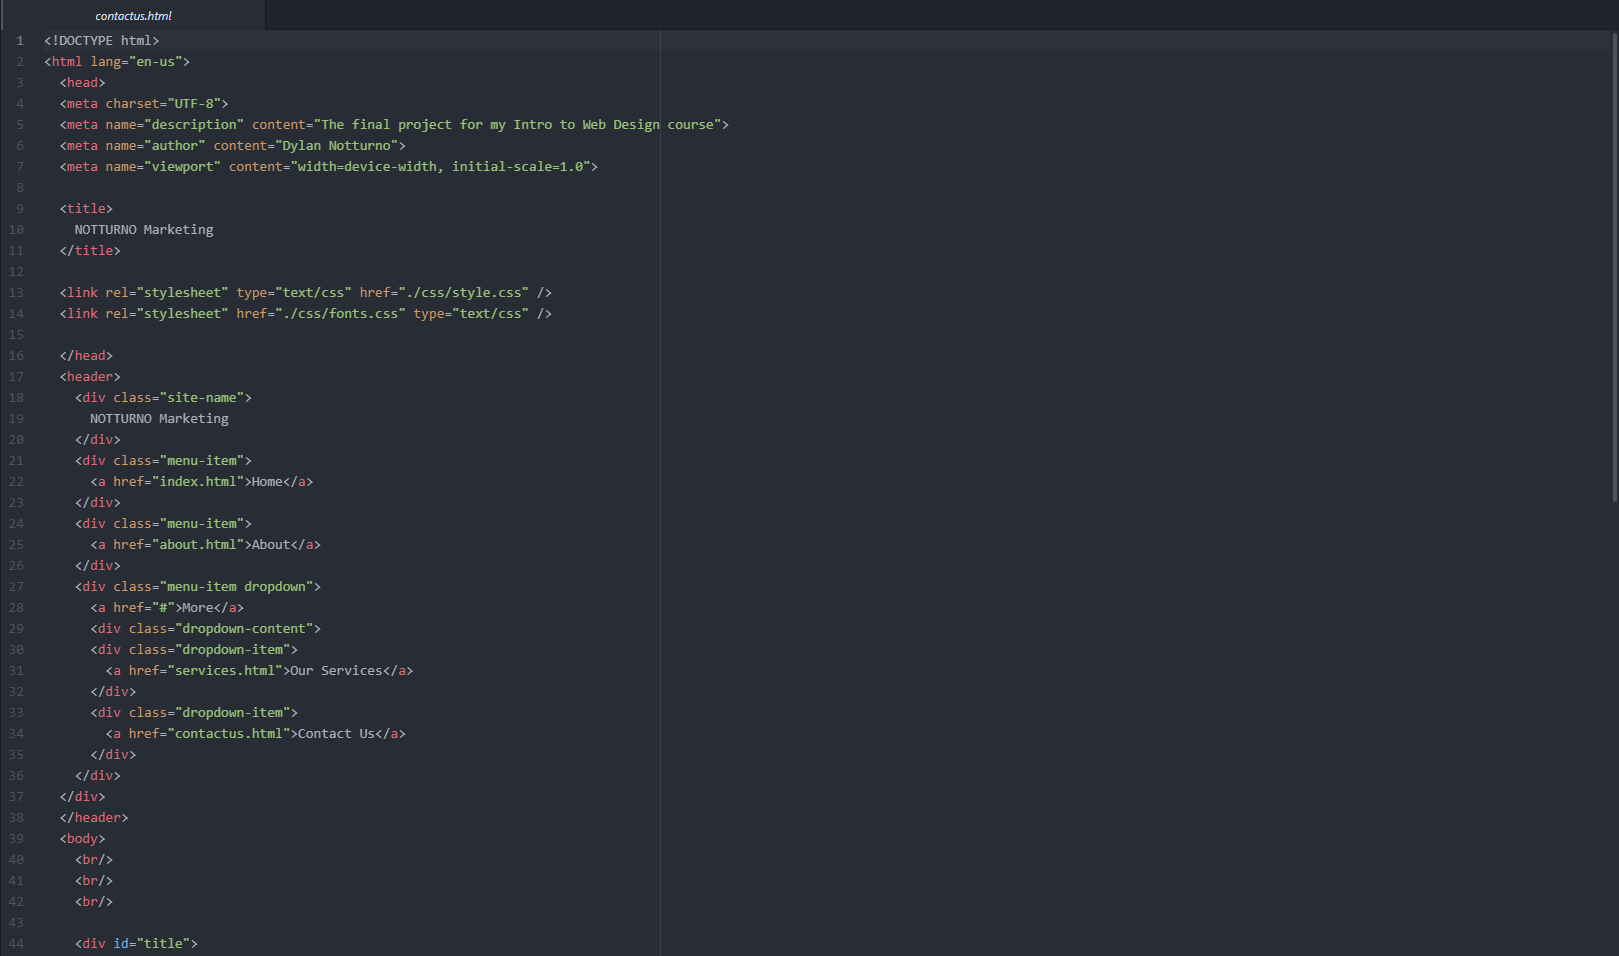 contactus.html
1 <!DOCTYPE html>
2 <html lang="en-us">
3 <head>
4 <meta charset="UTF-8">
5 <meta name="description" content="The final project for my Intro to Web Design course">
6 <meta name="author" content="Dylan Notturno">
7 <meta name="viewport" content="width=device-width, initial-scale=1.0">
8
9 <title>
10 NOTTURNO Marketing
11 </title>
12
13 <link rel="stylesheet" type="text/css" href="./css/style.css" />
14 <link rel="stylesheet" href="./css/fonts.css" type="text/css" />
15
16 </head>
17 <header>
18 <div class="site-name">
19 NOTTURNO Marketing
20 </div>
21 <div class="menu-item">
22 <a href="index.html">Home</a>
23 </div>
24 <div class="menu-item">
25 <a href="about.html">About</a>
26 </div>
27 <div class="menu-item dropdown">
28 <a href="#">More</a>
29 <div class="dropdown-content">
30 <div class="dropdown-item">
31 <a href="services.html">Our Services</a>
32 </div>
33 <div class="dropdown-item">
34 <a href="contactus.html">Contact Us</a>
35 </div>
36 </div>
37 </div>
38 </header>
39 <body>
40 <br/>
41 <br/>
42 <br/>
43
44 <div id="title">